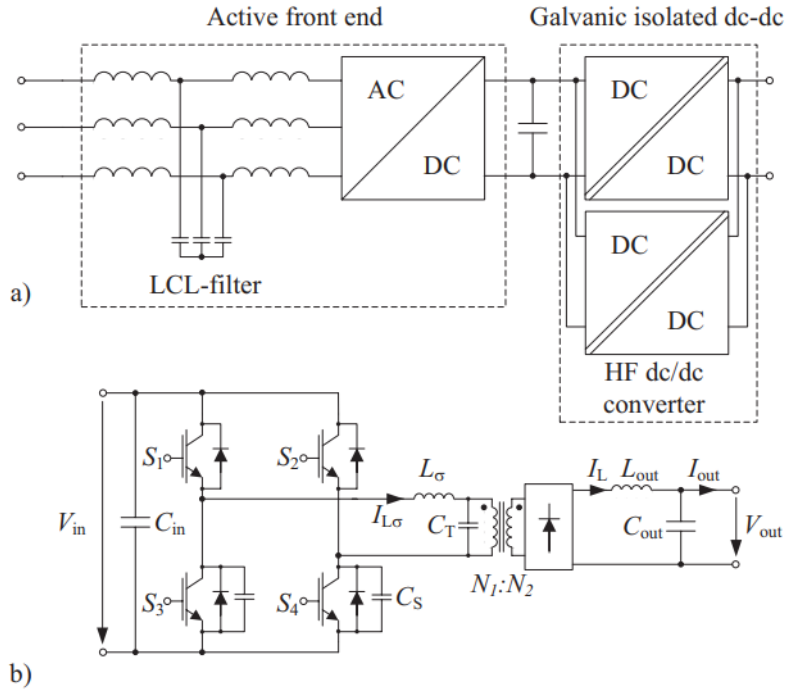 Active front end
Galvanic isolated dc-dc
AC
DC
DC
DC
DC
DC
LCL-filter
a)
HF dc/dc
converter
S1
S2
Lσ
IL Lout Iout
Vin
Cin
ILσ
CT
Cout
Vout
S3
S4
CS
N1:N2
b)